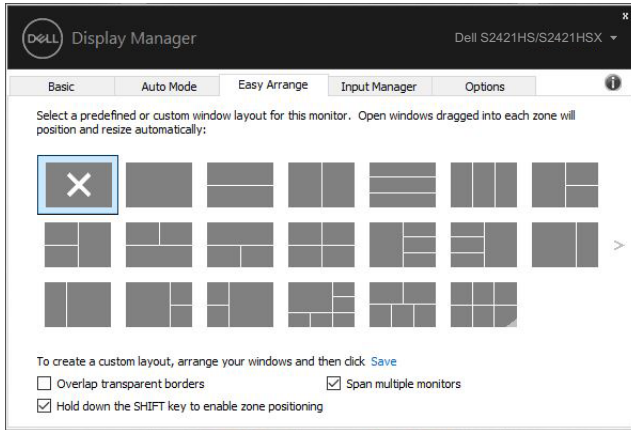 x
DELL Display Manager
Dell S2421HS/S2421HSX
Basic Auto Mode Easy Arrange Input Manager Options
Select a predefined or custom window layout for this monitor. Open windows dragged into each zone will
position and resize automatically:
>
To create a custom layout, arrange your windows and then click Save
Overlap transparent borders Span multiple monitors
Hold down the SHIFT key to enable zone positioning